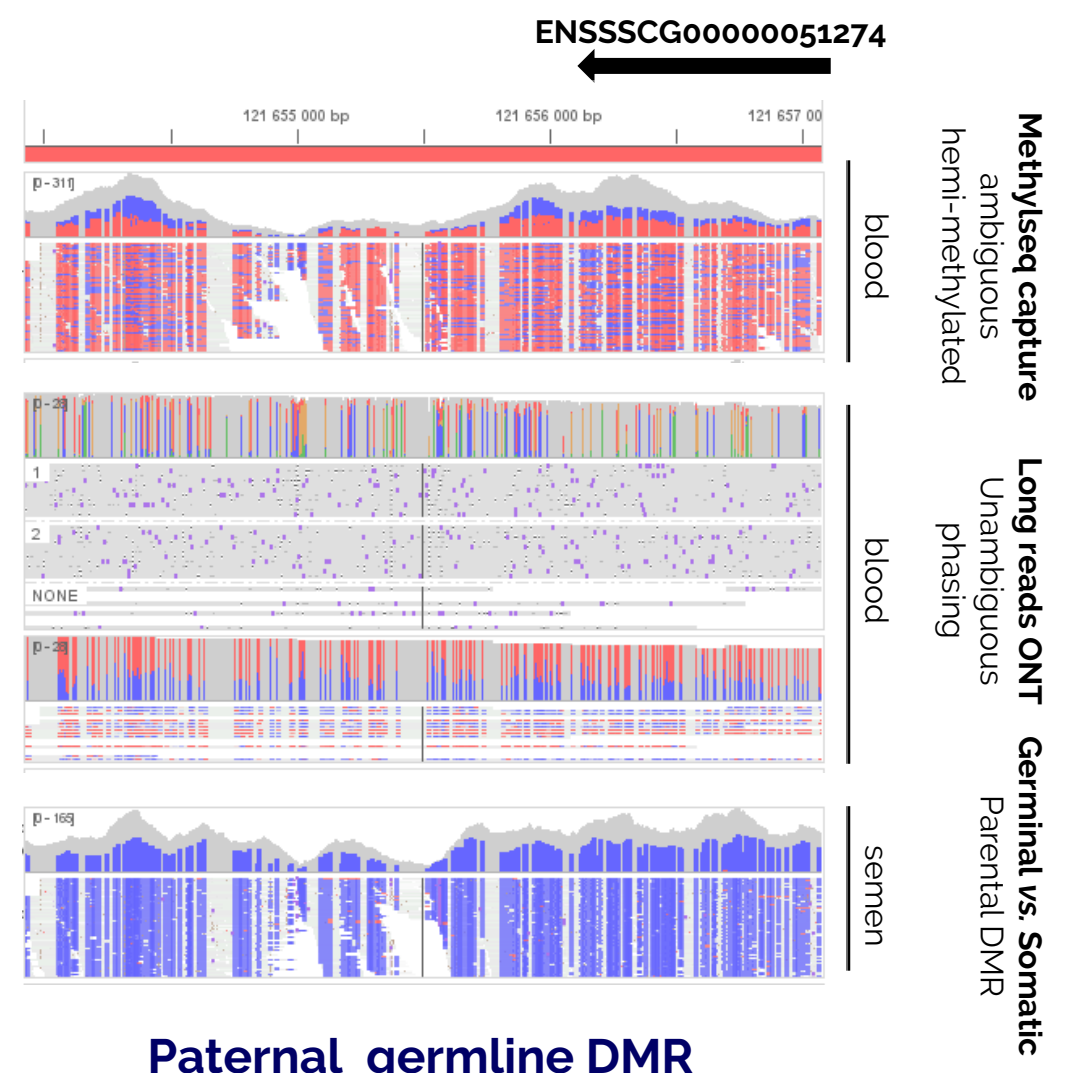 ENSSSCG00000051274
121 655 000 bp
121 656 000 bp
121 657 00
[0 - 311]
blood
Methylseq capture
ambiguous
hemi-methylated
1
2
NONE
blood
Long reads ONT
Unambiguous
phasing
[0 - 165]
semen
Germinal vs. Somatic
Parental DMR
Paternal germline DMR